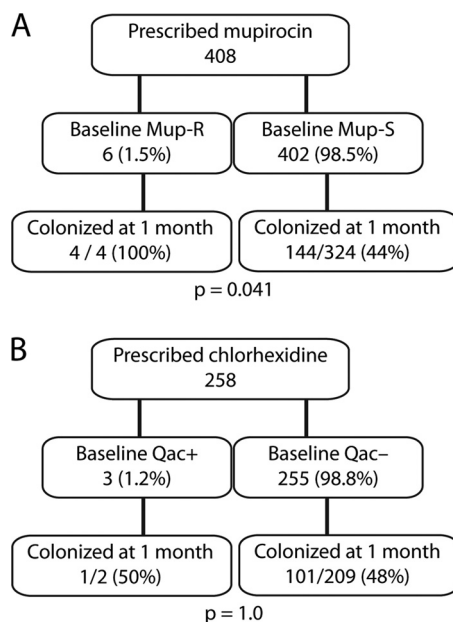 A
Prescribed mupirocin
408
Baseline Mup-R
6 (1.5%)
Baseline Mup-S
402 (98.5%)
Colonized at 1 month
4 / 4 (100%)
Colonized at 1 month
144/324 (44%)
p = 0.041
B
Prescribed chlorhexidine
258
Baseline Qac+
3 (1.2%)
Baseline Qac–
255 (98.8%)
Colonized at 1 month
1/2 (50%)
Colonized at 1 month
101/209 (48%)
p = 1.0